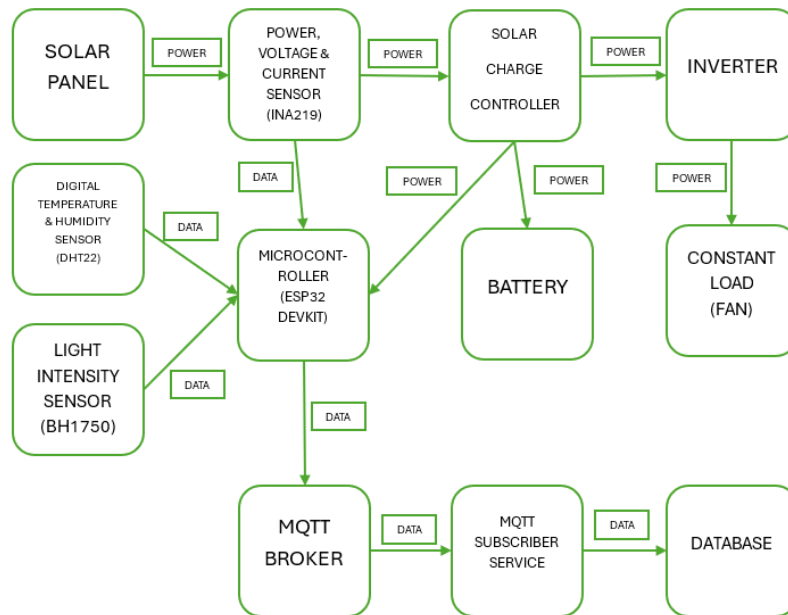 SOLAR
PANEL
POWER
POWER,
VOLTAGE &
CURRENT
SENSOR
(INA219)
POWER
SOLAR
CHARGE
CONTROLLER
POWER
INVERTER
DATA
POWER
POWER
POWER
DIGITAL
TEMPERATURE
& HUMIDITY
SENSOR
(DHT22)
DATA
MICROCONT-
ROLLER
(ESP32
DEVKIT)
BATTERY
CONSTANT
LOAD
(FAN)
LIGHT
INTENSITY
SENSOR
(BH1750)
DATA
DATA
MQTT
BROKER
DATA
MQTT
SUBSCRIBER
SERVICE
DATA
DATABASE